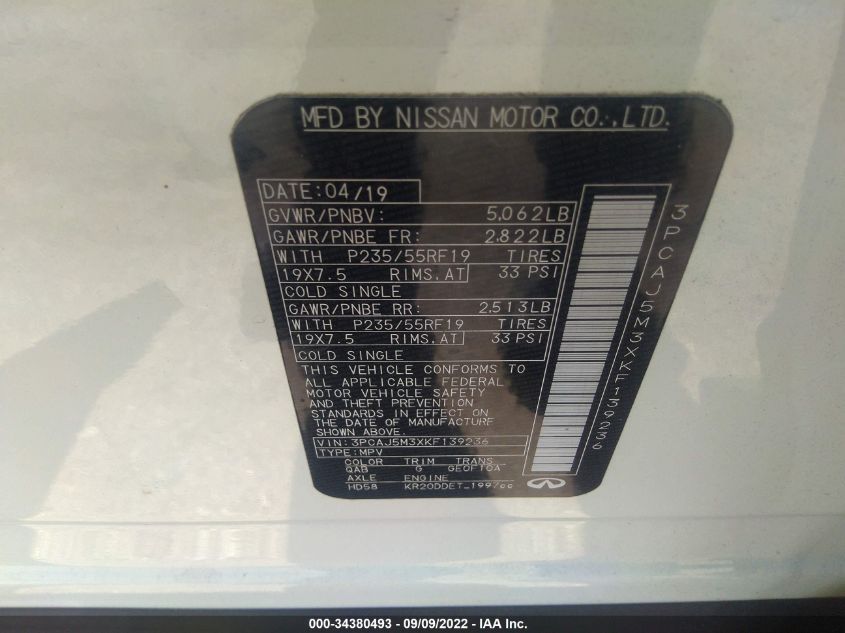 MFD BY NISSAN MOTOR CO.,LTD.
DATE:04/19
GVWR/PNBV: 5,062LB
GAWR/PNBE FR: 2,822LB
WITH P235/55RF19 TIRES
19X7.5 RIMS,AT 33 PSI
COLD SINGLE
GAWR/PNBE RR: 2,513LB
WITH P235/55RF19 TIRES
19X7.5 RIMS,AT 33 PSI
COLD SINGLE
THIS VEHICLE CONFORMS TO
ALL APPLICABLE FEDERAL
MOTOR VEHICLE SAFETY
AND THEFT PREVENTION
STANDARDS IN EFFECT ON
THE DATE OF MANUFACTURE
SHOWN ABOVE.
VIN:3PCAJ5M3XKF139236
TYPE:MPV
COLOR TRIM TRANS
QAB G GE0F10A
AXLE ENGINE
HD58 KR20DDET_1997cc
3PCAJ5M3XKF139236
000-34380493 - 09/09/2022 - IAA Inc.